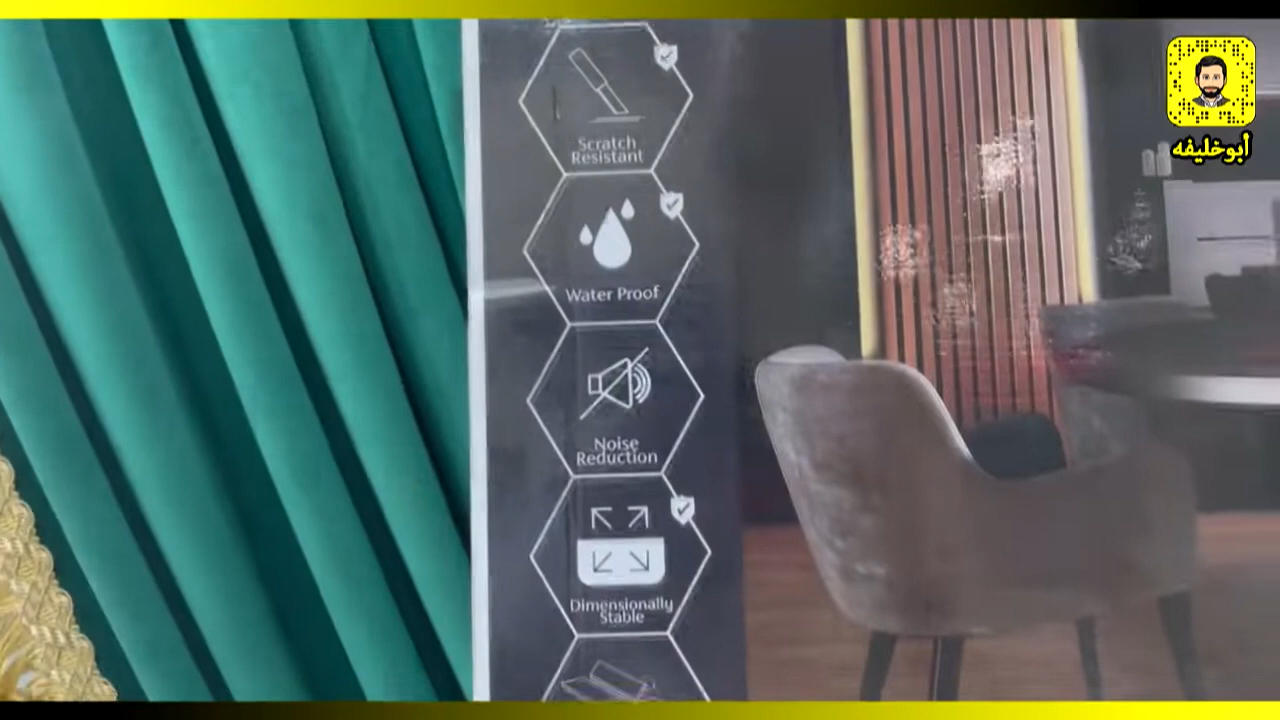 Scratch
Resistant
Water Proof
Noise
Reduction
Dimensionally
Stable
أبوخليفه